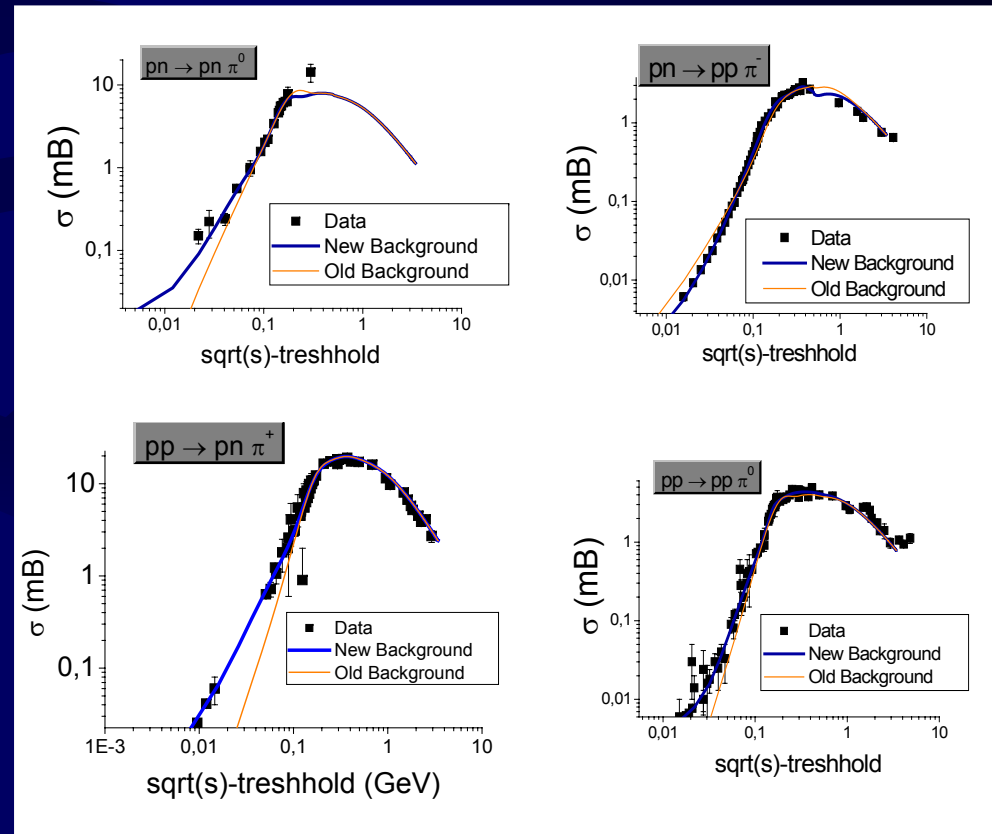 pn → pn π⁰
10
1
0,1
σ (mB)
Data
New Background
Old Background
0,01 0,1 1 10
sqrt(s)-treshhold
pn → pp π⁻
1
0,1
0,01
σ (mB)
Data
New Background
Old Background
0,01 0,1 1 10
sqrt(s)-treshhold
pp → pn π⁺
10
1
0,1
σ (mB)
Data
New Background
Old Background
1E-3 0,01 0,1 1 10
sqrt(s)-treshhold (GeV)
pp → pp π⁰
1
0,1
0,01
σ (mB)
Data
New Background
Old Background
0,01 0,1 1 10
sqrt(s)-treshhold